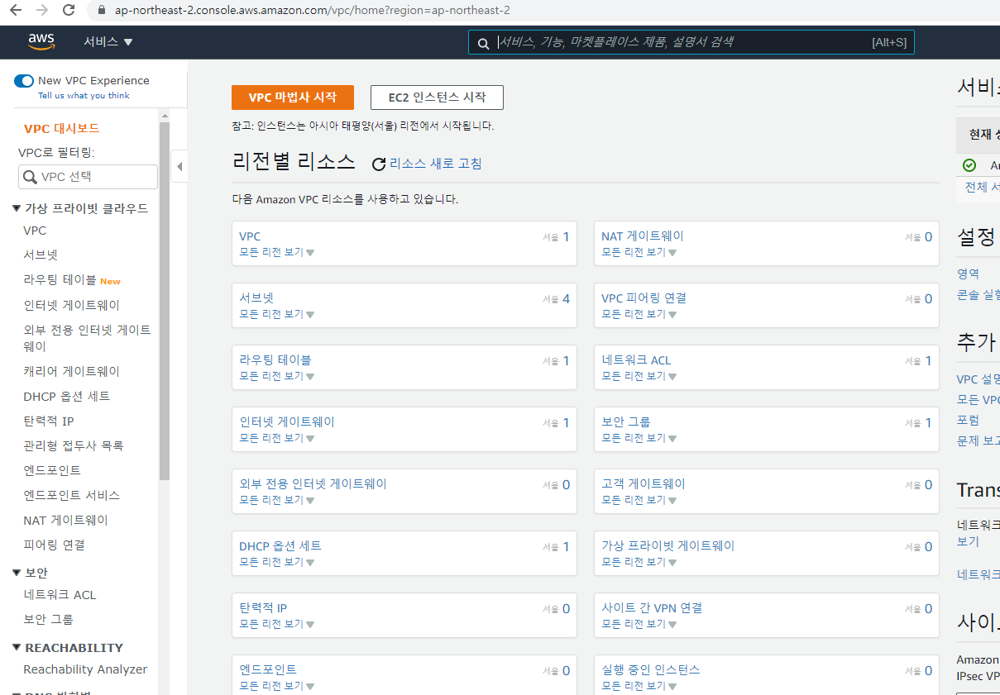 ap-northeast-2.console.aws.amazon.com/vpc/home?region=ap-northeast-2
aws
서비스 ▼
서비스, 기능, 마켓플레이스 제품, 설명서 검색
[Alt+S]
New VPC Experience
Tell us what you think
VPC 대시보드
VPC로 필터링:
VPC 선택
가상 프라이빗 클라우드
VPC
서브넷
라우팅 테이블 New
인터넷 게이트웨이
외부 전용 인터넷 게이트
웨이
캐리어 게이트웨이
DHCP 옵션 세트
탄력적 IP
관리형 접두사 목록
엔드포인트
엔드포인트 서비스
NAT 게이트웨이
피어링 연결
보안
네트워크 ACL
보안 그룹
REACHABILITY
Reachability Analyzer
VPC 마법사 시작
EC2 인스턴스 시작
참고: 인스턴스는 아시아 태평양(서울) 리전에서 시작됩니다.
리전별 리소스
리소스 새로 고침
다음 Amazon VPC 리소스를 사용하고 있습니다.
VPC 서울 1
모든 리전 보기
NAT 게이트웨이 서울 0
모든 리전 보기
서브넷 서울 4
모든 리전 보기
VPC 피어링 연결 서울 0
모든 리전 보기
라우팅 테이블 서울 1
모든 리전 보기
네트워크 ACL 서울 1
모든 리전 보기
인터넷 게이트웨이 서울 1
모든 리전 보기
보안 그룹 서울 1
모든 리전 보기
외부 전용 인터넷 게이트웨이 서울 0
모든 리전 보기
고객 게이트웨이 서울 0
모든 리전 보기
DHCP 옵션 세트 서울 1
모든 리전 보기
가상 프라이빗 게이트웨이 서울 0
모든 리전 보기
탄력적 IP 서울 0
모든 리전 보기
사이트 간 VPN 연결 서울 0
모든 리전 보기
엔드포인트 서울 0
모든 리전 보기
실행 중인 인스턴스 서울 0
모든 리전 보기
현재
전체
설정
영역
콘솔
추가
VPC
모든
포럼
문제
네트워크
보기
네트워크
Amazon
IPsec